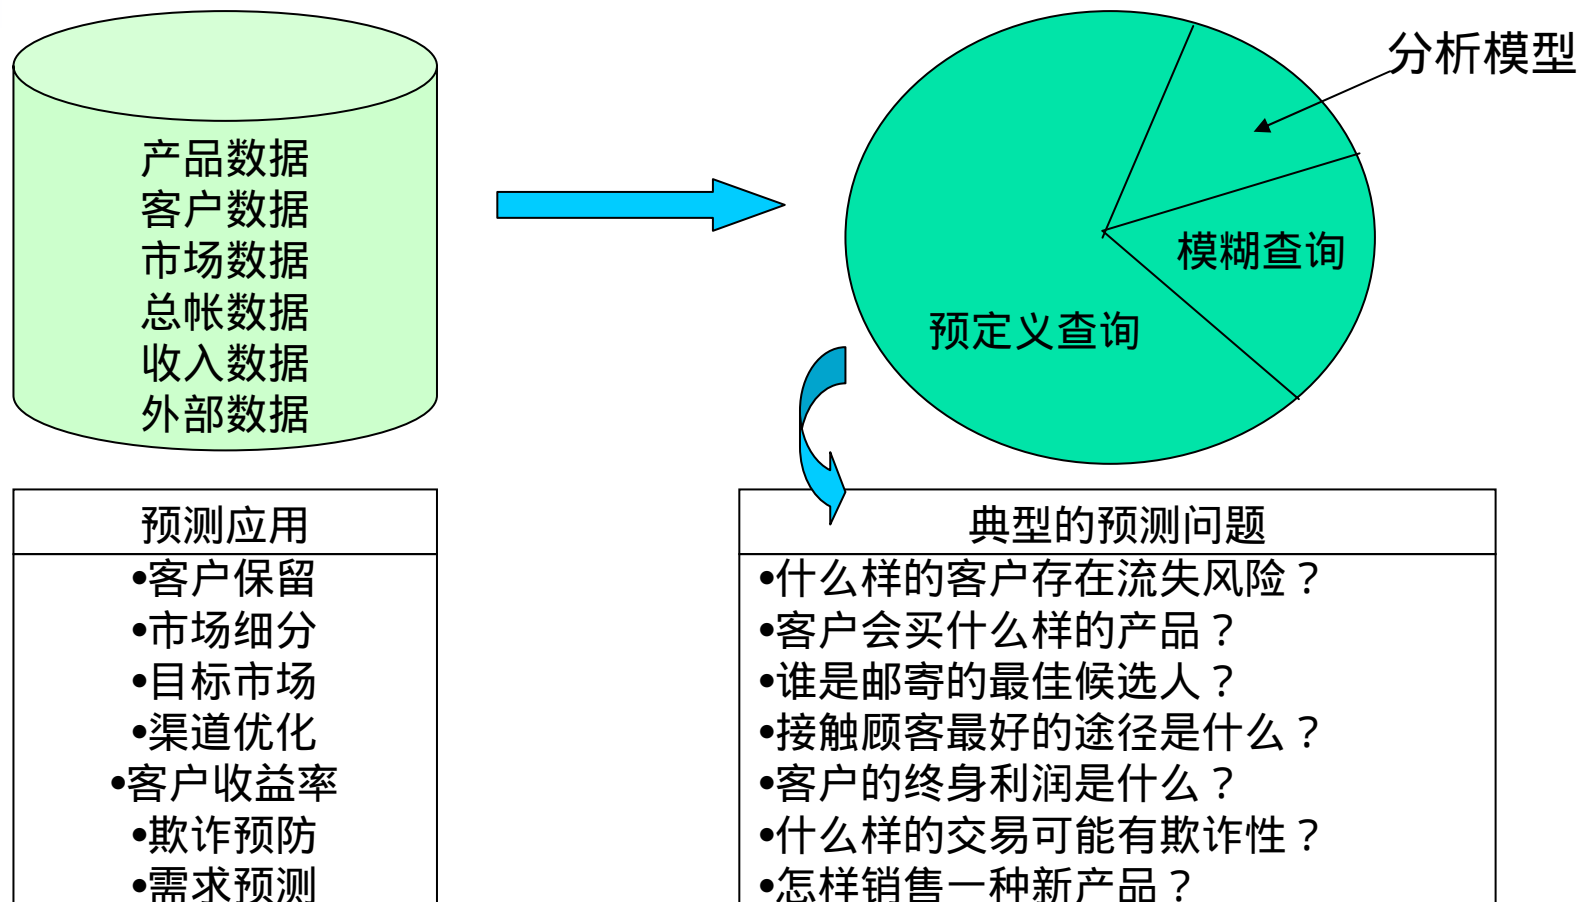 产品数据
客户数据
市场数据
总帐数据
收入数据
外部数据
分析模型
模糊查询
预定义查询
预测应用
•客户保留
•市场细分
•目标市场
•渠道优化
•客户收益率
•欺诈预防
•需求预测
典型的预测问题
•什么样的客户存在流失风险？
•客户会买什么样的产品？
•谁是邮寄的最佳候选人？
•接触顾客最好的途径是什么？
•客户的终身利润是什么？
•什么样的交易可能有欺诈性？
•怎样销售一种新产品？